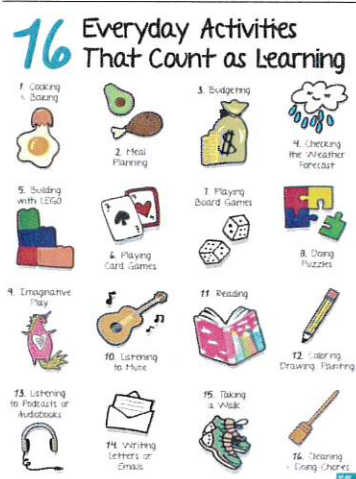 16 Everyday Activities
That Count as Learning
1. Cooking
& Baking
2. Meal
Planning
3. Budgeting
4. Checking
the Weather
Forecast
5. Building
with LEGO
6. Playing
Card Games
7. Playing
Board Games
8. Doing
Puzzles
9. Imaginative
Play
10. Listening
to Music
11. Reading
12. Coloring,
Drawing, Painting
13. Listening
to Podcasts or
Audiobooks
14. Writing
Letters or
Emails
15. Taking
a Walk
16. Cleaning
+ Doing Chores